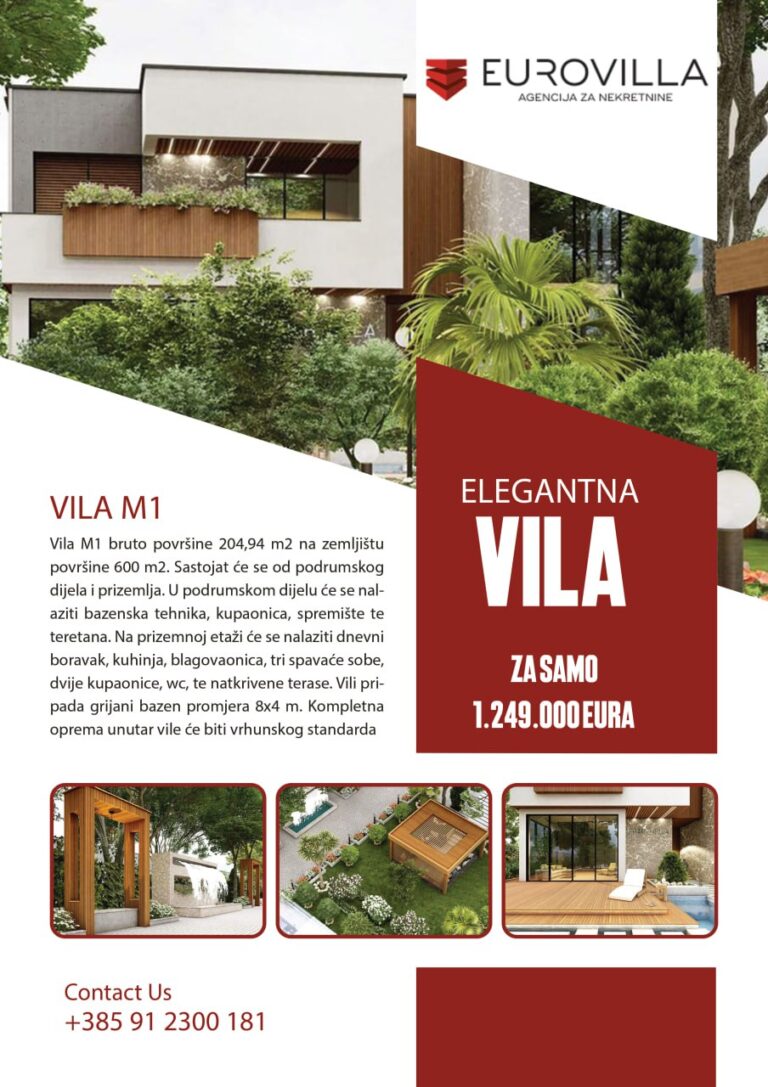 EUROVILLA
AGENCIJA ZA NEKRETNINE
VILA M1
Vila M1 bruto površine 204,94 m2 na zemljištu
površine 600 m2. Sastojat će se od podrumskog
dijela i prizemlja. U podrumskom dijelu će se nal-
aziti bazenska tehnika, kupaonica, spremište te
teretana. Na prizemnoj etaži će se nalaziti dnevni
boravak, kuhinja, blagovaonica, tri spavaće sobe,
dvije kupaonice, wc, te natkrivene terase. Vili pri-
pada grijani bazen promjera 8x4 m. Kompletna
oprema unutar vile će biti vrhunskog standarda
ELEGANTNA
VILA
ZA SAMO
1.249.000 EURA
Contact Us
+385 91 2300 181